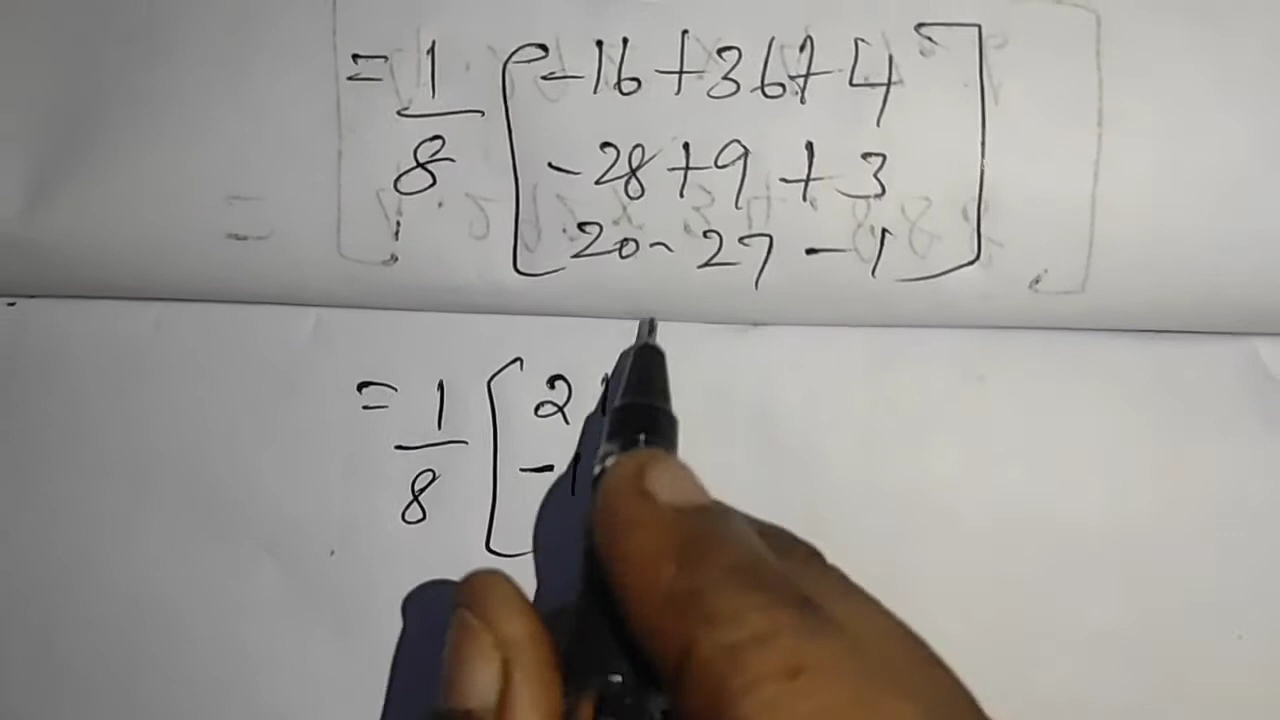 = 1/8 [ -16 + 36 + 4 ]
[ -28 + 9 + 3 ]
[ 20 - 27 - 1 ]
= 1/8 [ 2
-1